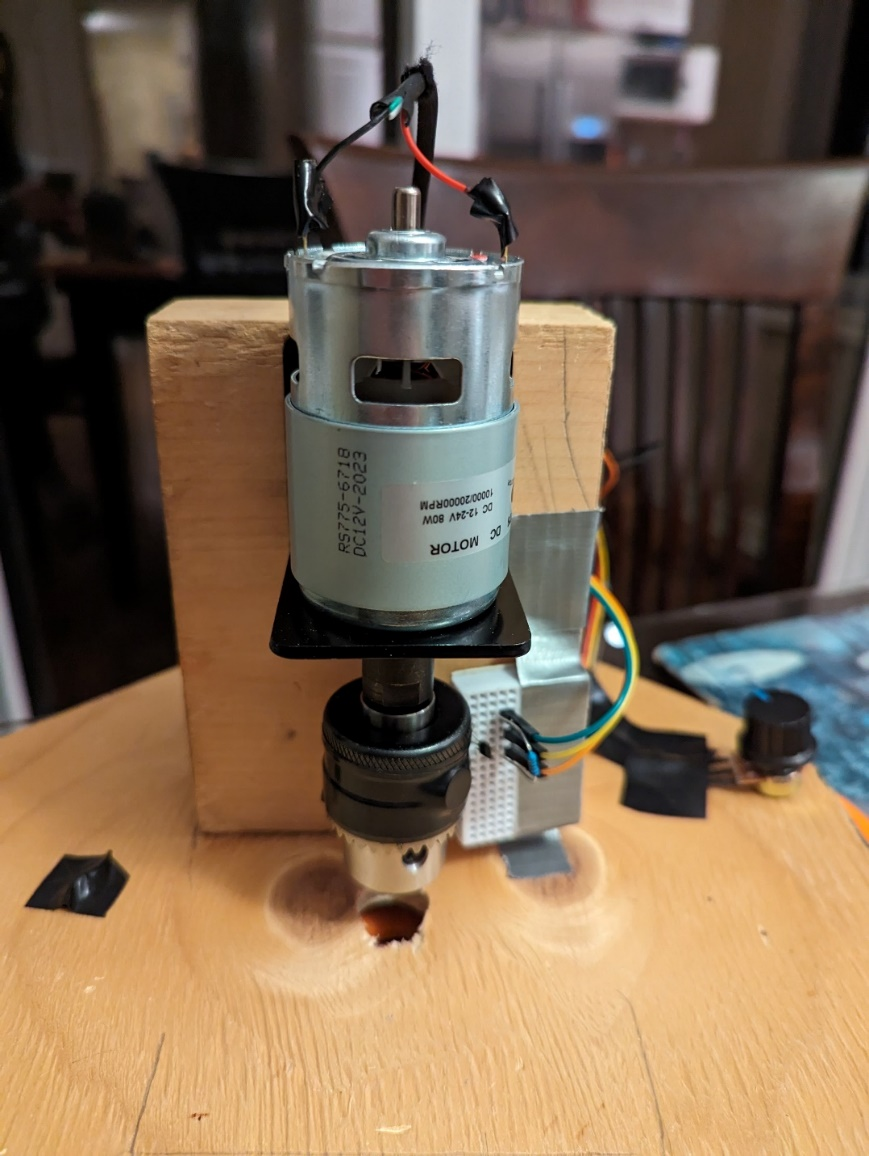 RS775-6718
DC12V-2023
DC MOTOR
DC 12-24V 80W
10000/20000RPM